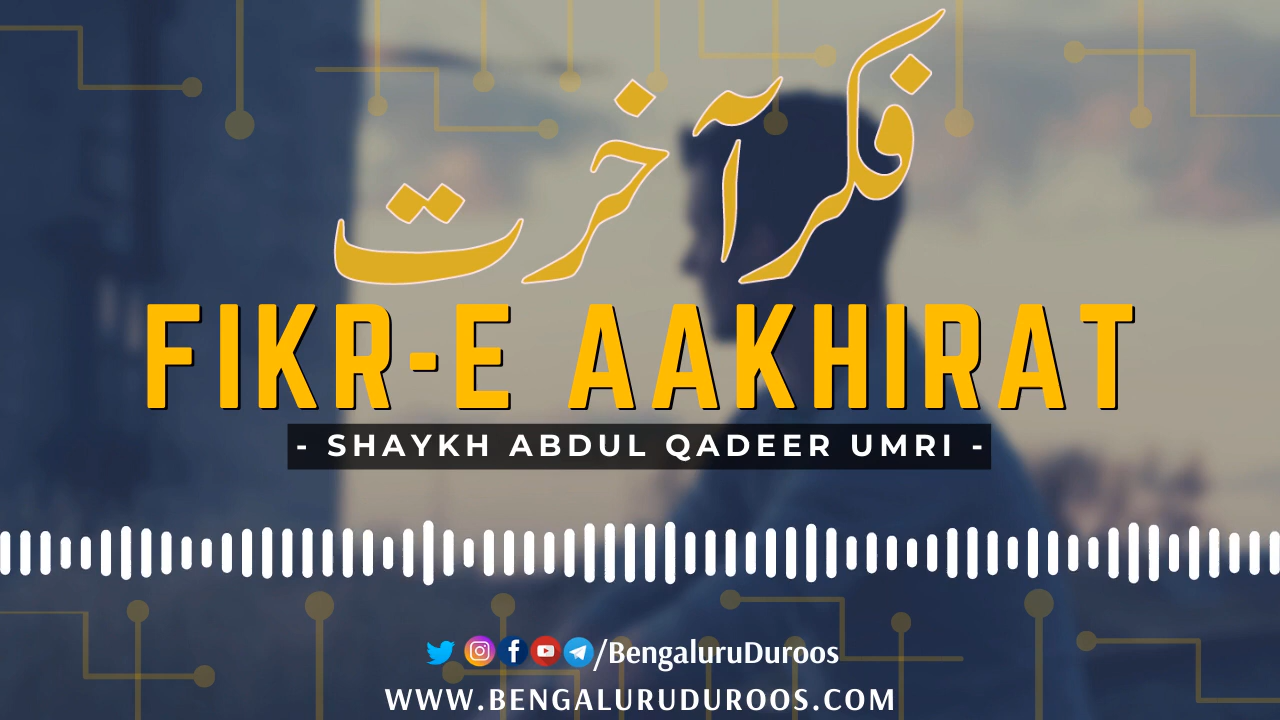 فکر آخرت
FIKR-E AAKHIRAT
- SHAYKH ABDUL QADEER UMRI -
/BengaluruDuroos
WWW.BENGALURUDUROOS.COM